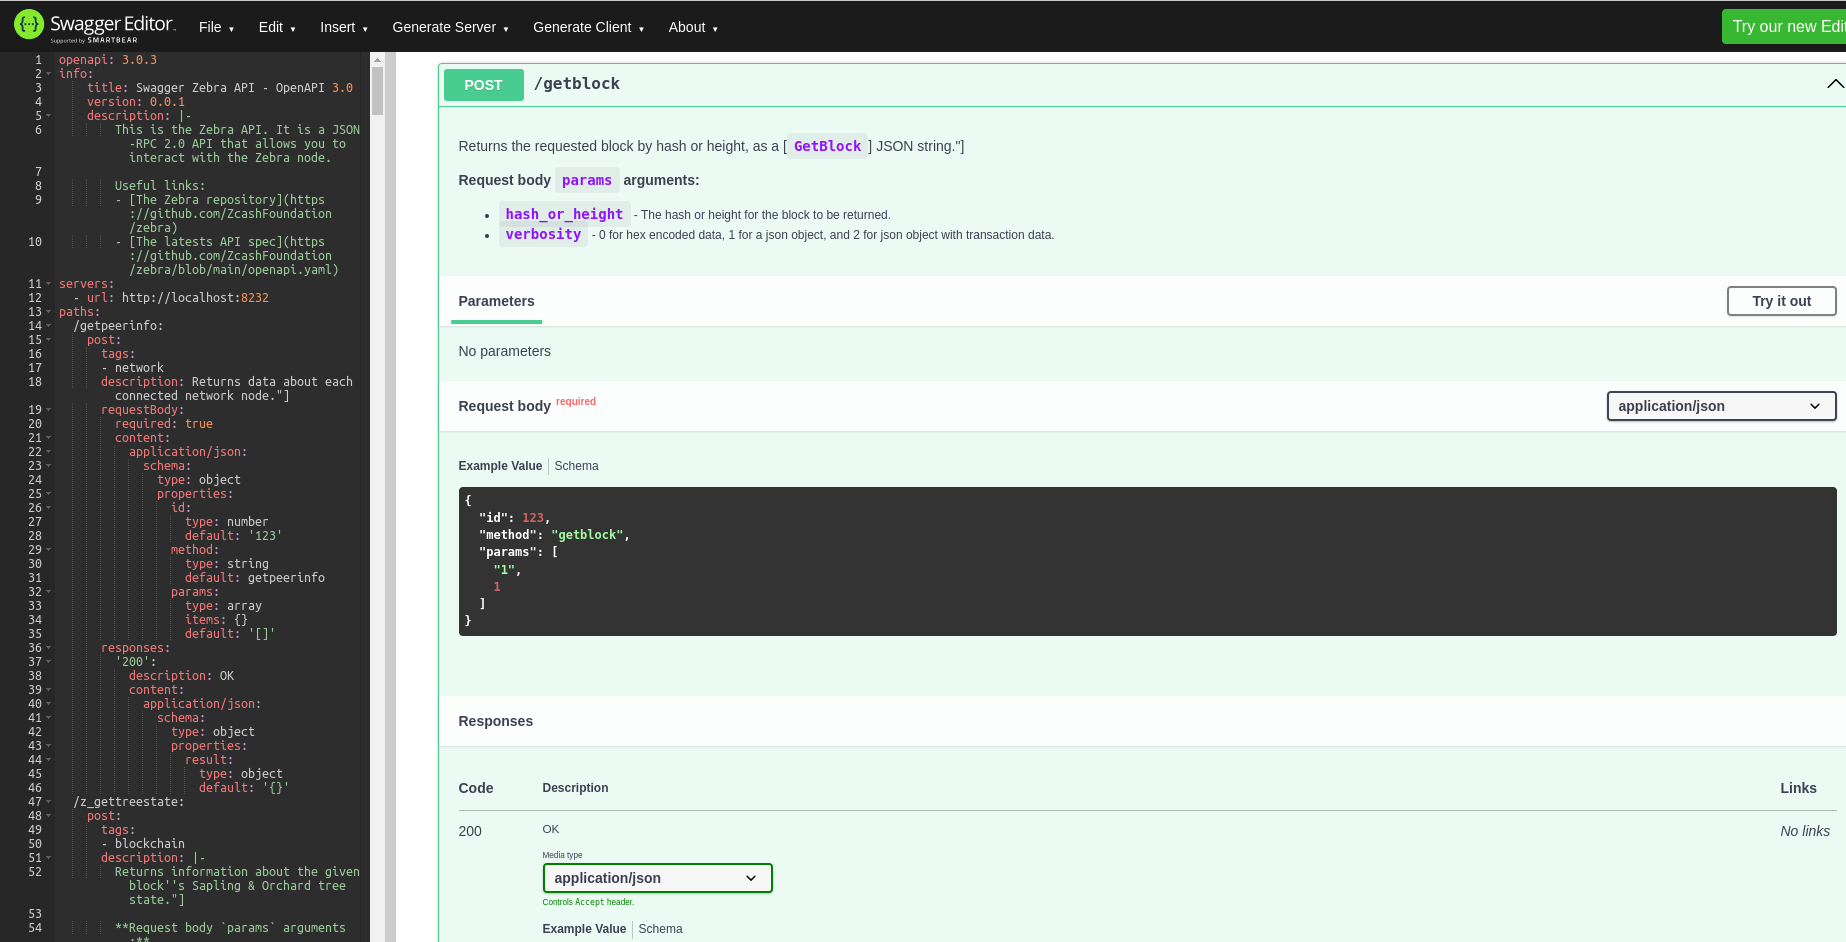 Swagger Editor
Supported by SMARTBEAR
File
Edit
Insert
Generate Server
Generate Client
About
Try our new Edi
1 openapi: 3.0.3
2 info:
3 title: Swagger Zebra API - OpenAPI 3.0
4 version: 0.0.1
5 description: |-
6 This is the Zebra API. It is a JSON
-RPC 2.0 API that allows you to
interact with the Zebra node.
7
8 Useful links:
9 - [The Zebra repository](https
://github.com/ZcashFoundation
/zebra)
10 - [The latests API spec](https
://github.com/ZcashFoundation
/zebra/blob/main/openapi.yaml)
11 servers:
12 - url: http://localhost:8232
13 paths:
14 /getpeerinfo:
15 post:
16 tags:
17 - network
18 description: Returns data about each
connected network node."]
19 requestBody:
20 required: true
21 content:
22 application/json:
23 schema:
24 type: object
25 properties:
26 id:
27 type: number
28 default: '123'
29 method:
30 type: string
31 default: getpeerinfo
32 params:
33 type: array
34 items: {}
35 default: '[]'
36 responses:
37 '200':
38 description: OK
39 content:
40 application/json:
41 schema:
42 type: object
43 properties:
44 result:
45 type: object
46 default: '{}'
47 /z_gettreestate:
48 post:
49 tags:
50 - blockchain
51 description: |-
52 Returns information about the given
block''s Sapling & Orchard tree
state."]
53
54 **Request body `params` arguments
:**
POST /getblock
Returns the requested block by hash or height, as a [ GetBlock ] JSON string."]
Request body params arguments:
• hash_or_height - The hash or height for the block to be returned.
• verbosity - 0 for hex encoded data, 1 for a json object, and 2 for json object with transaction data.
Parameters
Try it out
No parameters
Request body required
application/json
Example Value | Schema
{
"id": 123,
"method": "getblock",
"params": [
"1",
1
]
}
Responses
Code Description Links
200 OK No links
Media type
application/json
Controls Accept header.
Example Value | Schema